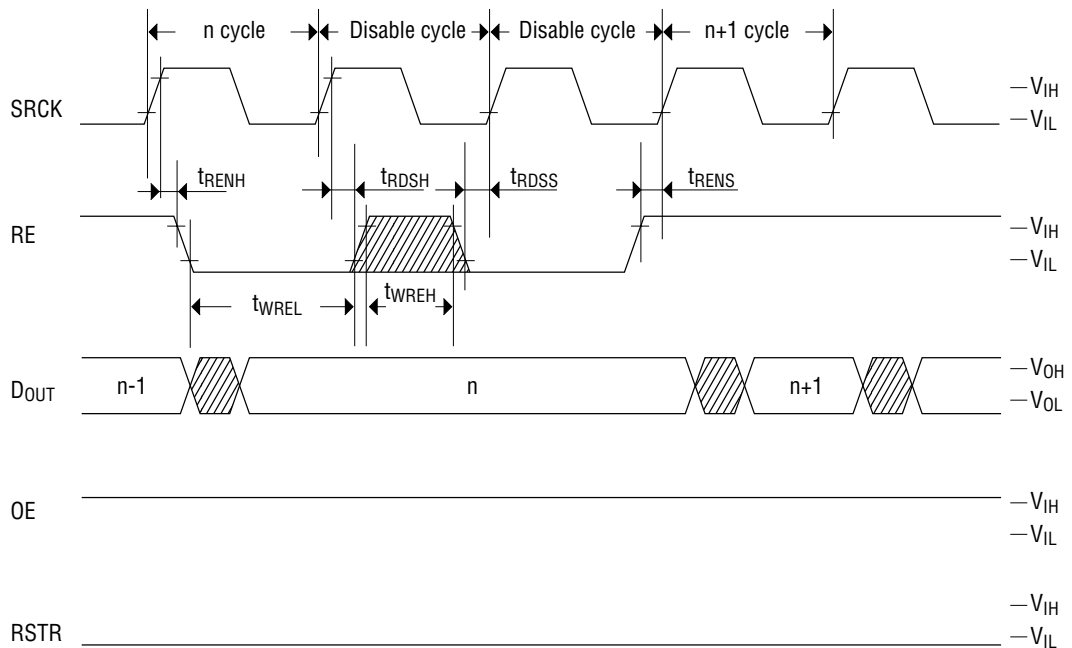 n cycle Disable cycle Disable cycle n+1 cycle
SRCK
VIH
VIL
tRENH tRDSH tRDSS tRENS
RE
VIH
VIL
tWREL tWREH
DOUT
n-1 n n+1
VOH
VOL
OE
VIH
VIL
RSTR
VIH
VIL